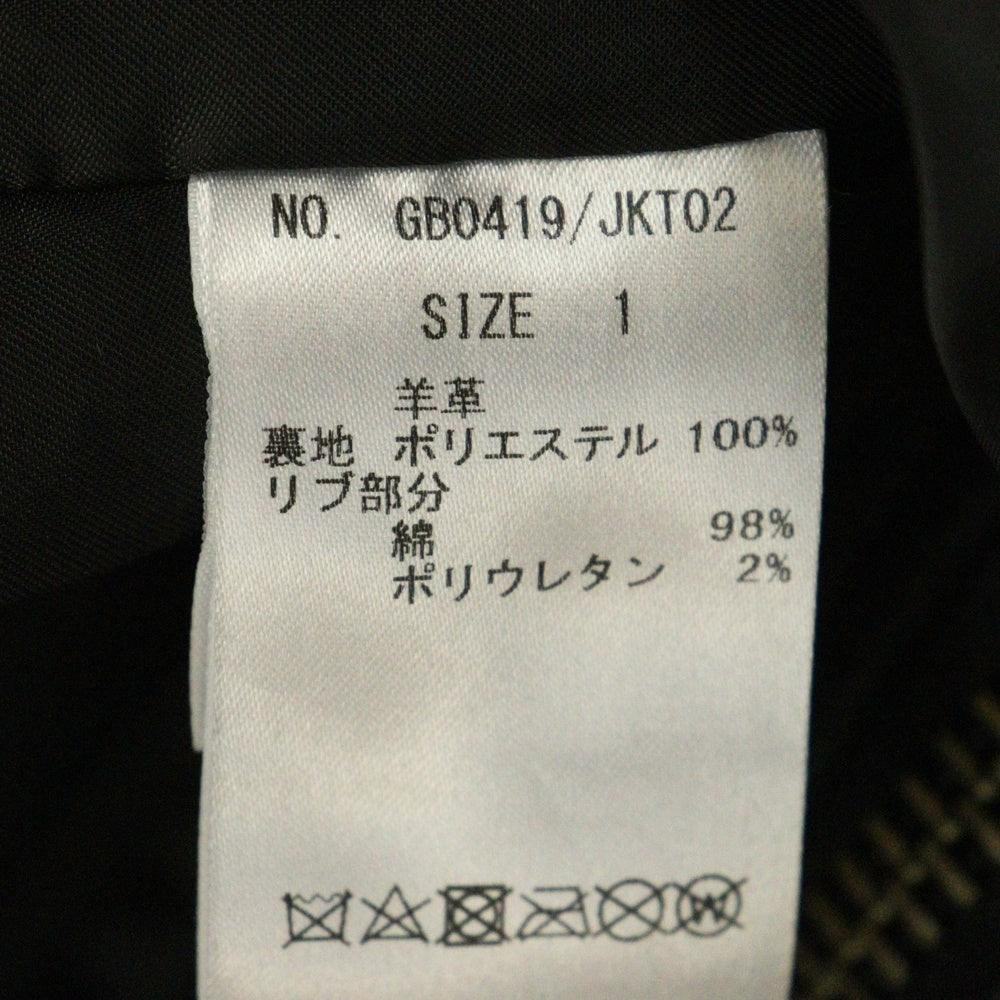 NO. GB0419/JKT02
SIZE 1
羊革
裏地 ポリエステル 100%
リブ部分
綿 98%
ポリウレタン 2%
W